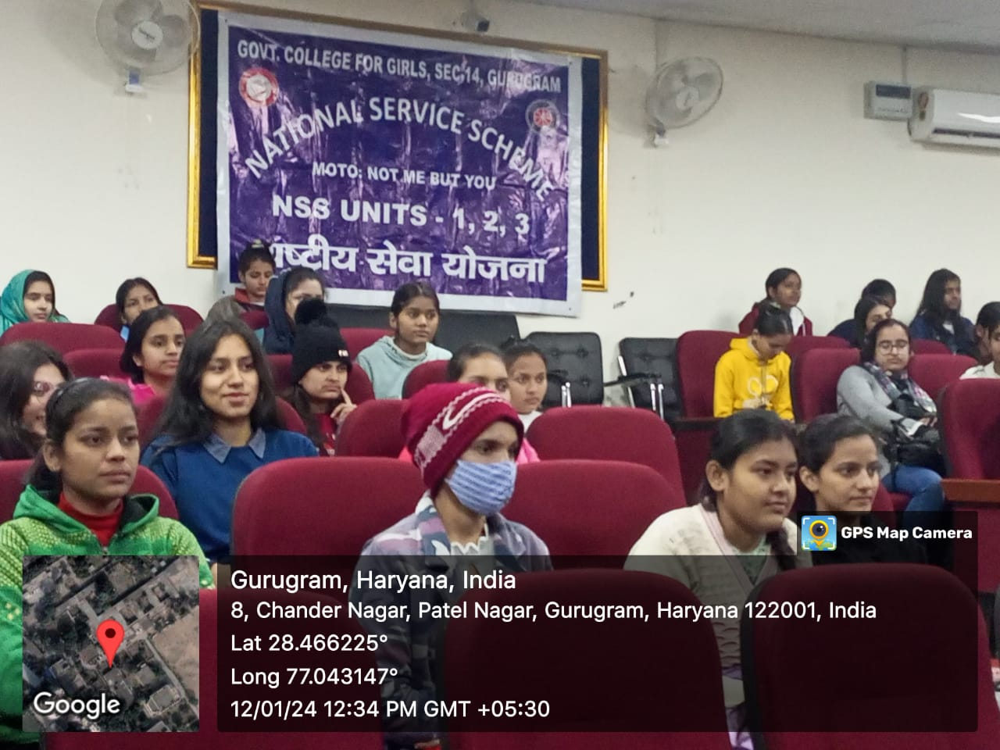 GOVT. COLLEGE FOR GIRLS, SEC,14, GURUGRAM
NATIONAL SERVICE SCHEME
MOTO: NOT ME BUT YOU
NSS UNITS - 1, 2, 3
राष्टीय सेवा योजना
GPS Map Camera
Gurugram, Haryana, India
8, Chander Nagar, Patel Nagar, Gurugram, Haryana 122001, India
Lat 28.466225°
Long 77.043147°
12/01/24 12:34 PM GMT +05:30
Google